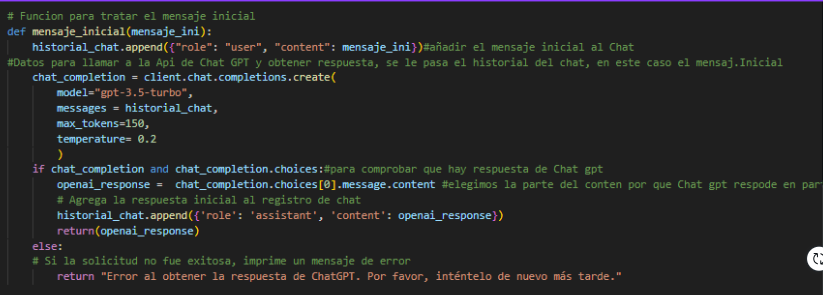 # Funcion para tratar el mensaje inicial
def mensaje_inicial(mensaje_ini):
historial_chat.append({"role": "user", "content": mensaje_ini})#añadir el mensaje inicial al Chat
#Datos para llamar a la Api de Chat GPT y obtener respuesta, se le pasa el historial del chat, en este caso el mensaj.Inicial
chat_completion = client.chat.completions.create(
model="gpt-3.5-turbo",
messages = historial_chat,
max_tokens=150,
temperature= 0.2
)
if chat_completion and chat_completion.choices:#para comprobar que hay respuesta de Chat gpt
openai_response =  chat_completion.choices[0].message.content #elegimos la parte del conten por que Chat gpt respode en part
# Agrega la respuesta inicial al registro de chat
historial_chat.append({'role': 'assistant', 'content': openai_response})
return(openai_response)
else:
# Si la solicitud no fue exitosa, imprime un mensaje de error
return "Error al obtener la respuesta de ChatGPT. Por favor, inténtelo de nuevo más tarde."